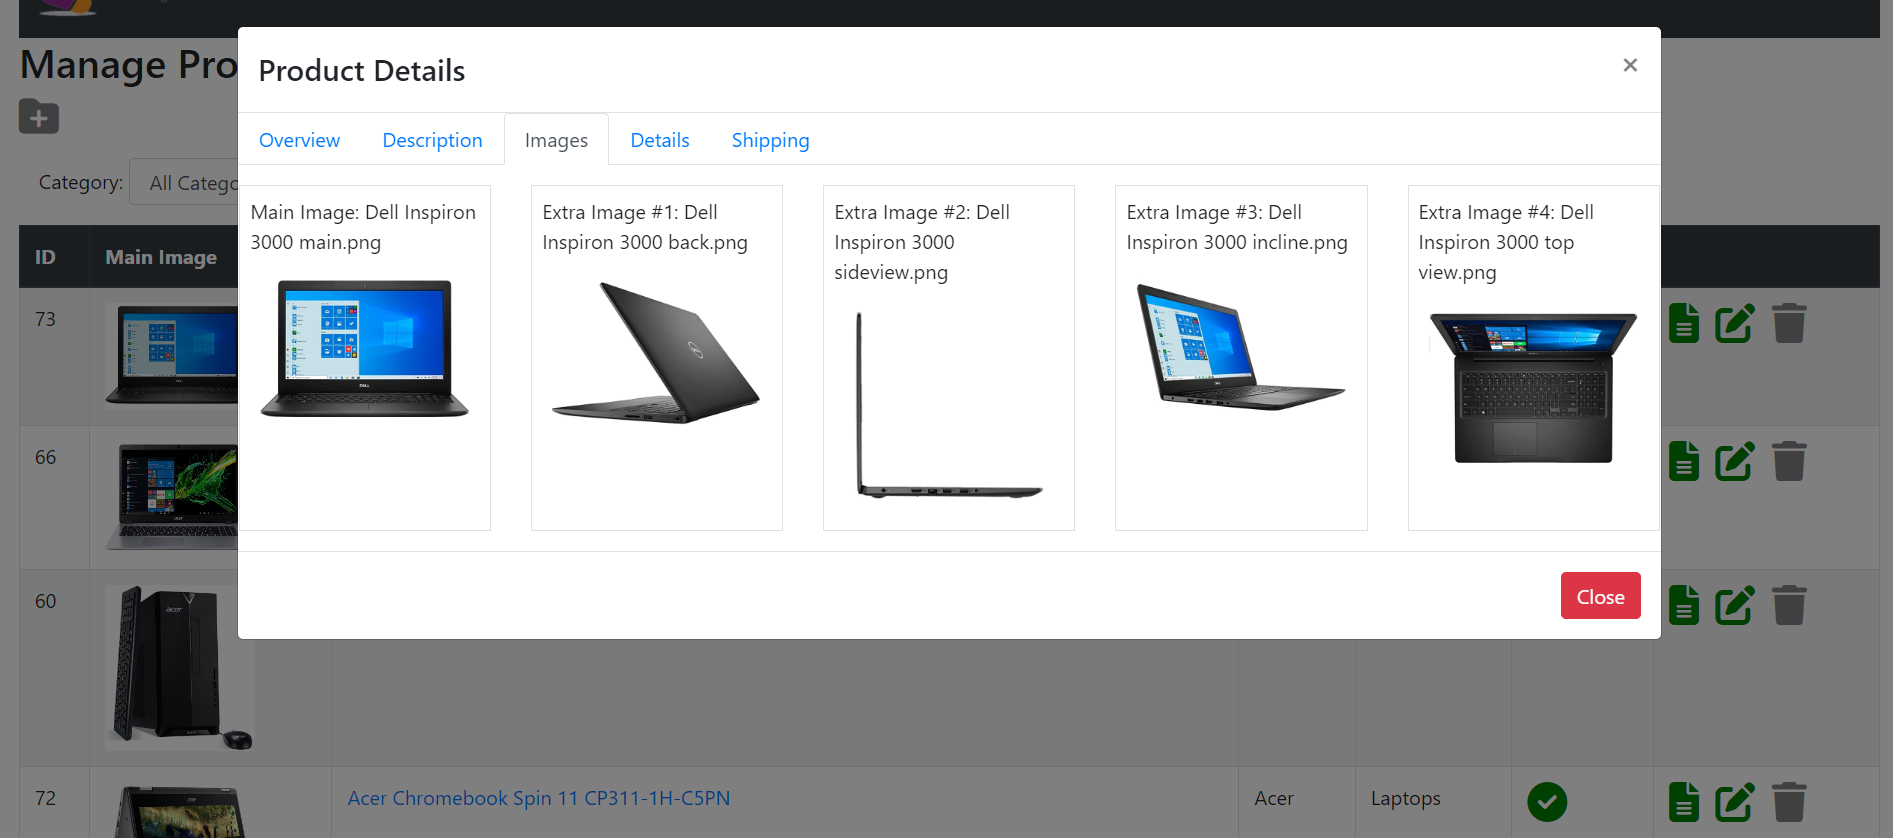 Manage Pro
Product Details
×
Overview
Description
Images
Details
Shipping
Category:
All Catego
Main Image: Dell Inspiron
3000 main.png
Extra Image #1: Dell
Inspiron 3000 back.png
Extra Image #2: Dell
Inspiron 3000
sideview.png
Extra Image #3: Dell
Inspiron 3000 incline.png
Extra Image #4: Dell
Inspiron 3000 top
view.png
ID
Main Image
73
66
60
Close
72
Acer Chromebook Spin 11 CP311-1H-C5PN
Acer
Laptops